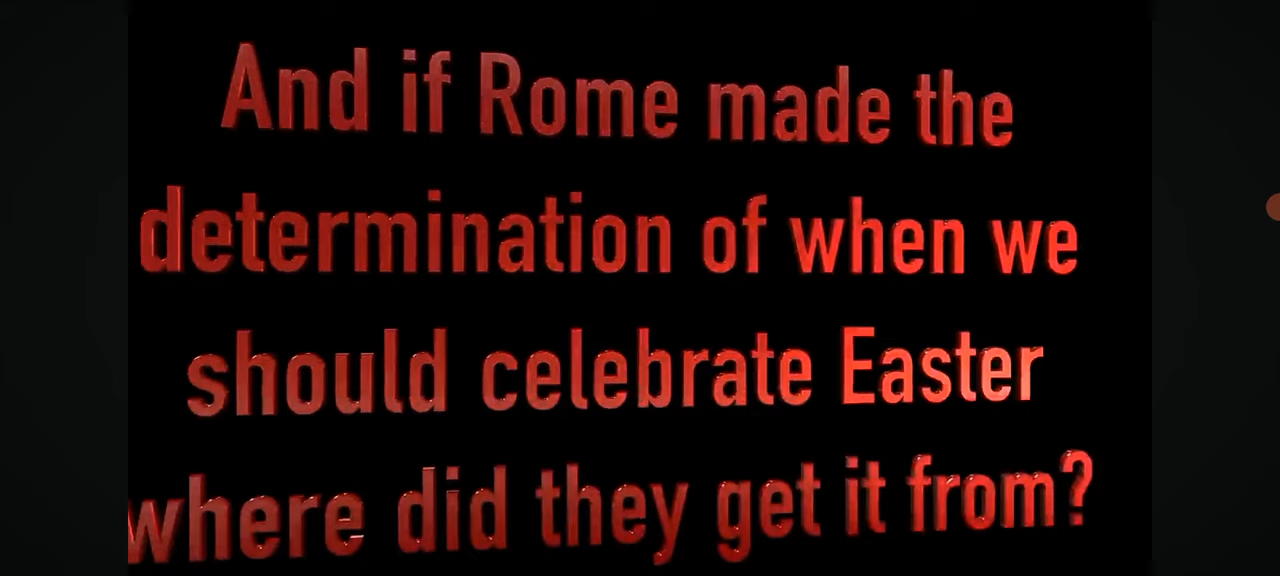 And if Rome made the
determination of when we
should celebrate Easter
where did they get it from?